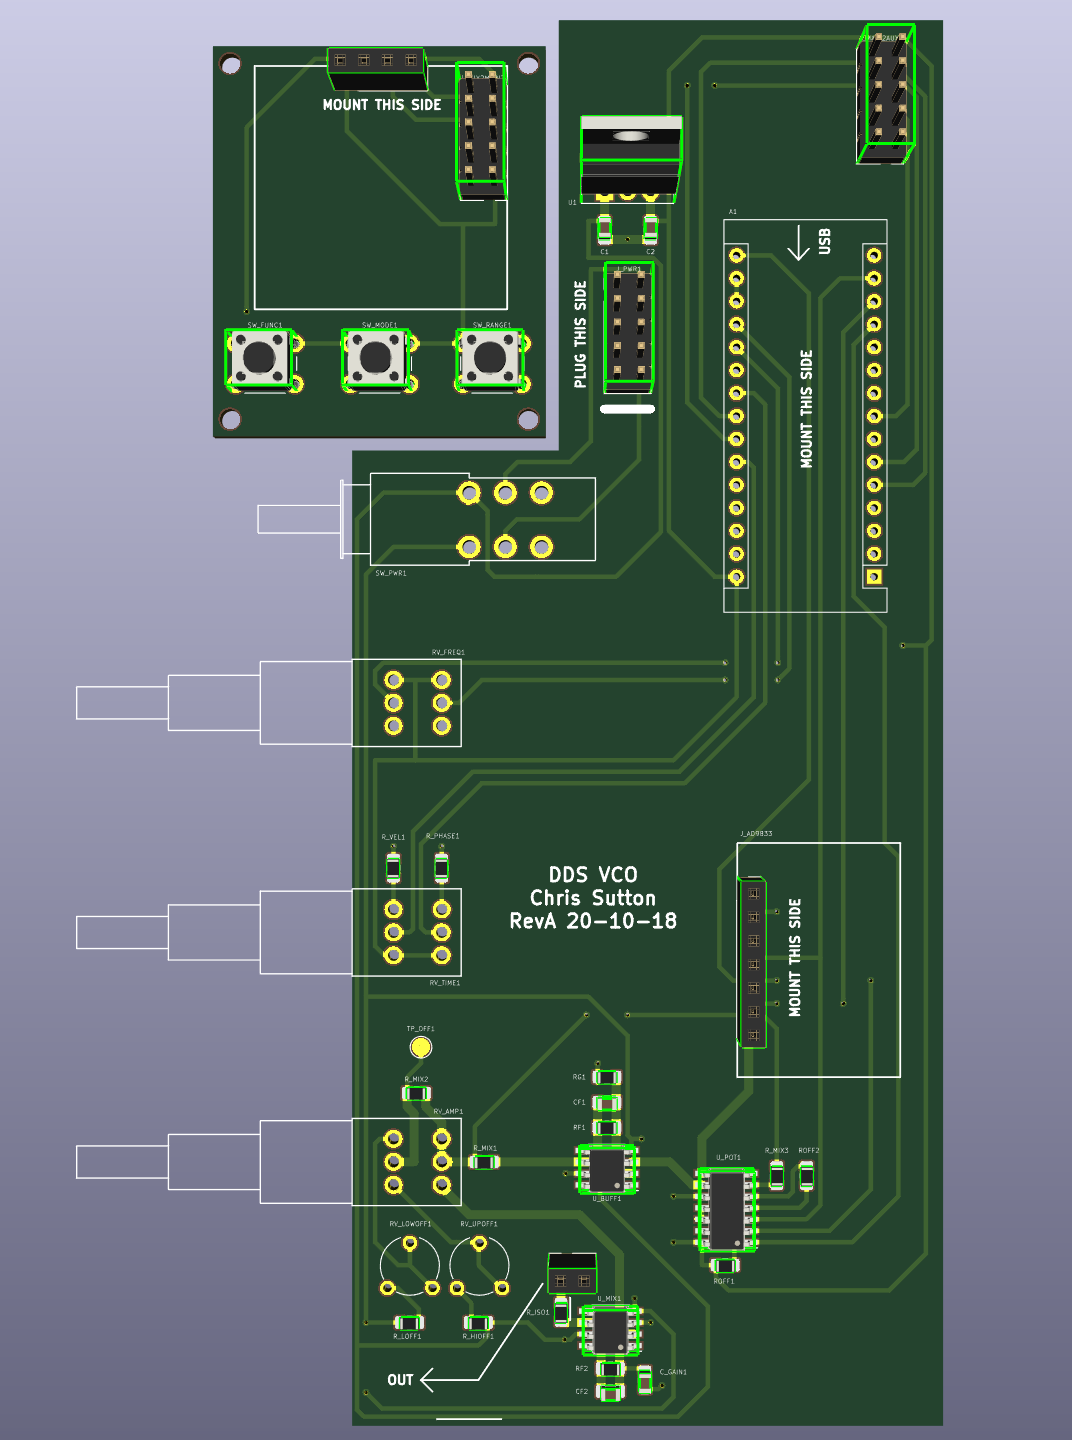 MOUNT THIS SIDE
U1
C1
C2
J_PWR1
PLUG THIS SIDE
A1
USB
MOUNT THIS SIDE
SW_FUNC1
SW_MODE1
SW_RANGE1
SW_PWR1
RV_FREQ1
R_VEL1
R_PHASE1
DDS VCO
Chris Sutton
RevA 20-10-18
J_AD9833
MOUNT THIS SIDE
RV_TIME1
TP_OFF1
R_MIX2
RG1
CF1
RV_AMP1
RF1
R_MIX1
U_BUFF1
U_POT1
R_MIX3
ROFF2
RV_LOWOFF1
RV_UPOFF1
ROFF1
U_MIX1
R_ISO1
R_LOFF1
R_HIOFF1
RF2
C_GAIN1
OUT
CF2